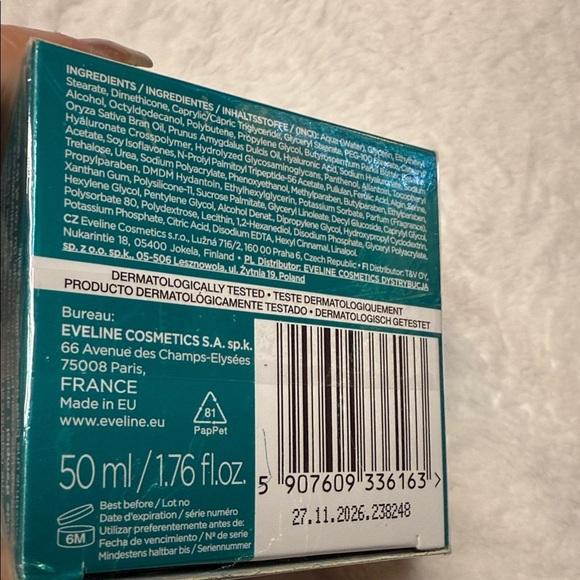 INGREDIENTS / INGREDIENTES / INHALTSSTOFFE / (INCI): Aqua (Water), Glycerin, Ethylhexyl
Stearate, Dimethicone, Caprylic/Capric Triglyceride, Glyceryl Stearate, PEG-100 Stearate, Cetearyl
Alcohol, Octyldodecanol, Polybutene, Propylene Glycol, Butyrospermum Parkii Butter,
Oryza Sativa Bran Oil, Prunus Amygdalus Dulcis Oil, Hyaluronic Acid, Sodium Hyaluronate,
Hyaluronate Crosspolymer, Hydrolyzed Glycosaminoglycans, Panthenol, Allantoin, Tocopheryl
Acetate, Soy Isoflavones, N-Prolyl Palmitoyl Tripeptide-56 Acetate, Pullulan, Ferulic Acid, Algin, Serine,
Trehalose, Urea, Sodium Polyacrylate, Phenoxyethanol, Methylparaben, Butylparaben, Ethylparaben,
Propylparaben, DMDM Hydantoin, Ethylhexylglycerin, Potassium Sorbate, Parfum (Fragrance),
Xanthan Gum, Polysilicone-11, Sucrose Palmitate, Glyceryl Linoleate, Decyl Glucoside, Caprylyl Glycol,
Hexylene Glycol, Pentylene Glycol, Alcohol Denat., Dipropylene Glycol, Hydroxypropyl Cyclodextrin,
Polysorbate 80, Polydextrose, Lecithin, 1,2-Hexanediol, Disodium Phosphate, Glyceryl Polyacrylate,
Potassium Phosphate, Citric Acid, Disodium EDTA, Hexyl Cinnamal, Linalool.
CZ Eveline Cosmetics s.r.o., Lužná 716/2, 160 00 Praha 6, Czech Republic • FI Distributor: T&V OY,
Nukarintie 18, 05400 Jokela, Finland • PL Distributor: EVELINE COSMETICS DYSTRYBUCJA
sp. z o.o. sp.k., 05-506 Lesznowola, ul. Żytnia 19, Poland
DERMATOLOGICALLY TESTED • TESTE DERMATOLOGIQUEMENT
PRODUCTO DERMATOLÓGICAMENTE TESTADO • DERMATOLOGISCH GETESTET
Bureau:
EVELINE COSMETICS S.A. sp.k.
66 Avenue des Champs-Elysées
75008 Paris,
FRANCE
Made in EU
www.eveline.eu
81
PapPet
50 ml / 1.76 fl.oz.
5 907609 336163 >
27.11.2026.238248
6M
Best before / Lot no
Date d'expiration / série numéro
Utilizar preferentemente antes de:
Fecha de vencimiento / Nº de serie
Mindestens haltbar bis / Seriennummer